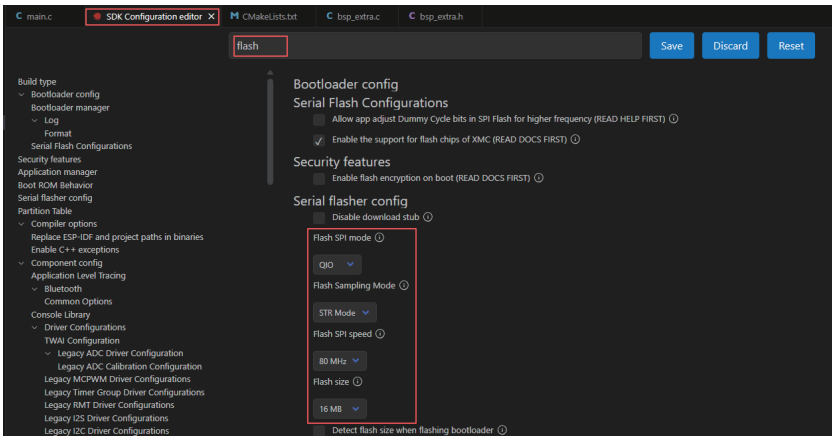 main.c
SDK Configuration editor
CMakeLists.txt
bsp_extra.c
bsp_extra.h
flash
Save
Discard
Reset
Build type
Bootloader config
Bootloader manager
Log
Format
Serial Flash Configurations
Security features
Application manager
Boot ROM Behavior
Serial flasher config
Partition Table
Compiler options
Replace ESP-IDF and project paths in binaries
Enable C++ exceptions
Component config
Application Level Tracing
Bluetooth
Common Options
Console Library
Driver Configurations
TWAI Configuration
Legacy ADC Driver Configuration
Legacy ADC Calibration Configuration
Legacy MCPWM Driver Configurations
Legacy Timer Group Driver Configurations
Legacy RMT Driver Configurations
Legacy I2S Driver Configurations
Legacy I2C Driver Configurations
Bootloader config
Serial Flash Configurations
Allow app adjust Dummy Cycle bits in SPI Flash for higher frequency (READ HELP FIRST)
Enable the support for flash chips of XMC (READ DOCS FIRST)
Security features
Enable flash encryption on boot (READ DOCS FIRST)
Serial flasher config
Disable download stub
Flash SPI mode
QIO
Flash Sampling Mode
STR Mode
Flash SPI speed
80 MHz
Flash size
16 MB
Detect flash size when flashing bootloader